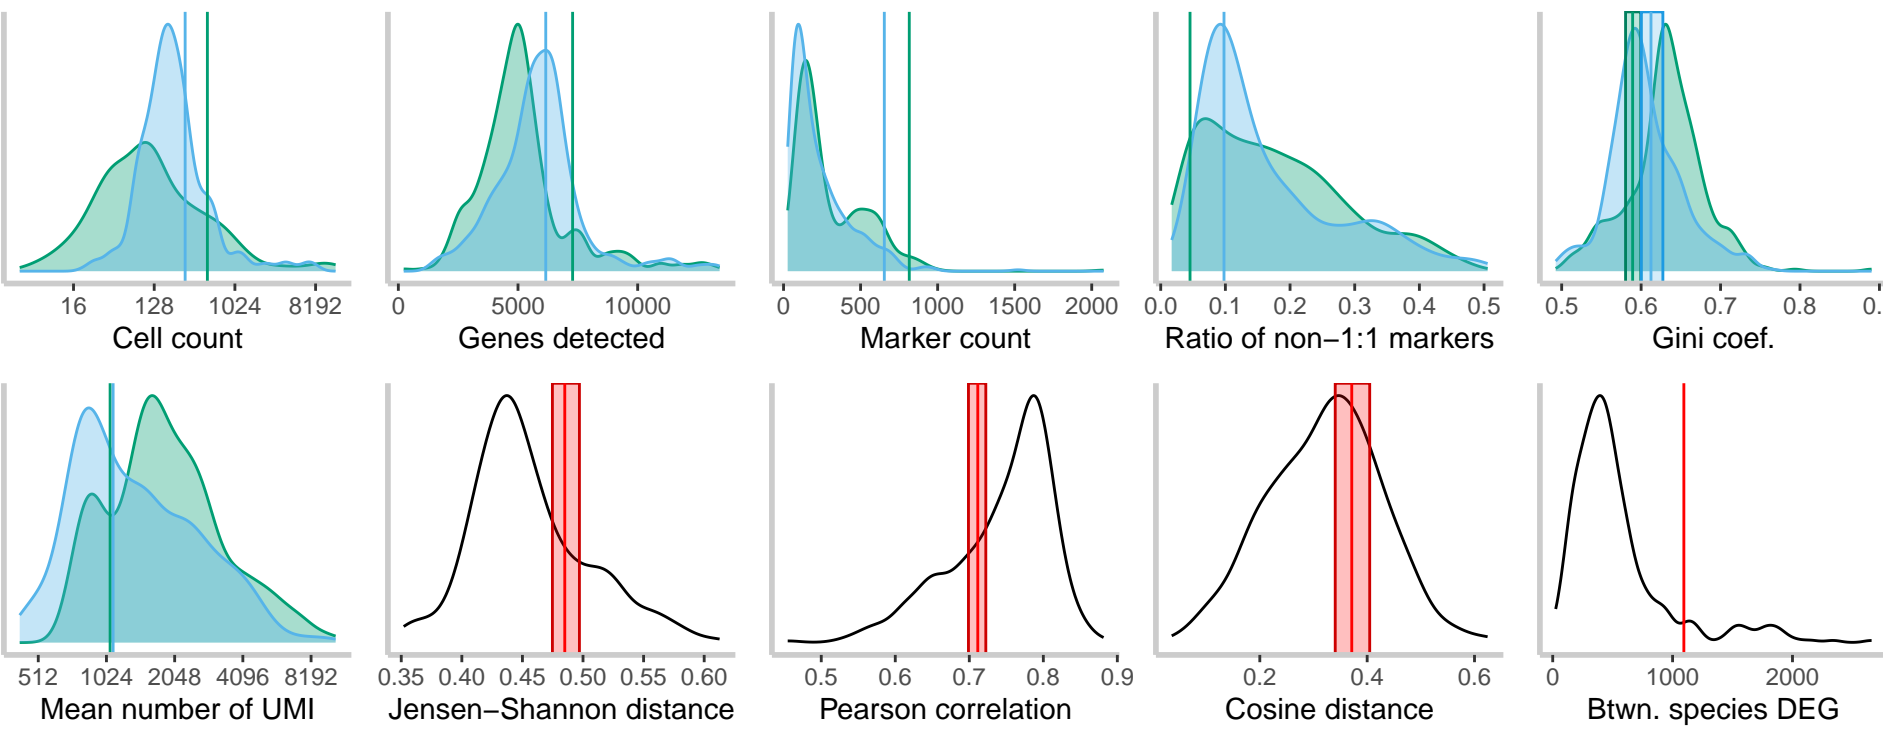 16 128 1024 8192
Cell count
0 5000 10000
Genes detected
0 500 1000 1500 2000
Marker count
0.0 0.1 0.2 0.3 0.4 0.5
Ratio of non−1:1 markers
0.5 0.6 0.7 0.8 0.
Gini coef.
512 1024 2048 4096 8192
Mean number of UMI
0.35 0.40 0.45 0.50 0.55 0.60
Jensen−Shannon distance
0.5 0.6 0.7 0.8 0.9
Pearson correlation
0.2 0.4 0.6
Cosine distance
0 1000 2000
Btwn. species DEG